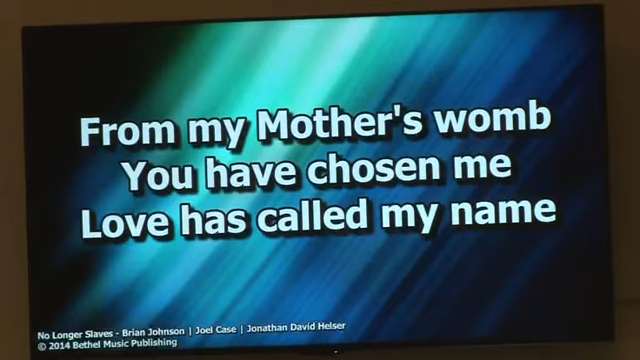 From my Mother's womb
You have chosen me
Love has called my name
No Longer Slaves - Brian Johnson | Joel Case | Jonathan David Helser
© 2014 Bethel Music Publishing